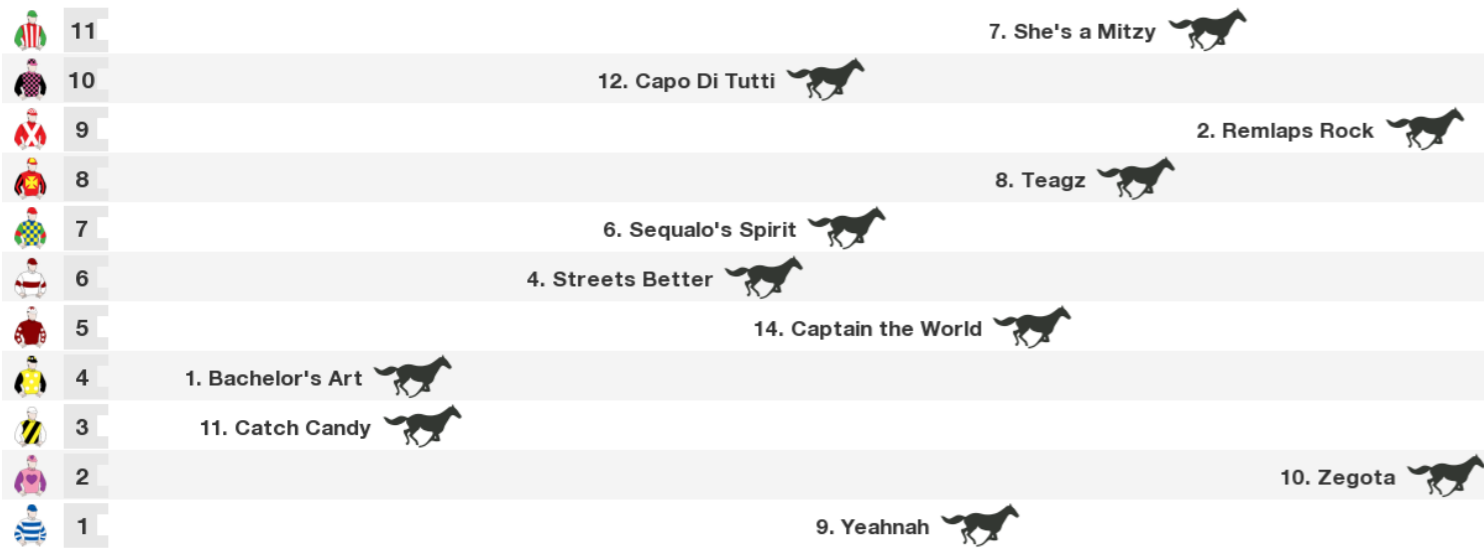 11 7. She's a Mitzy
10 12. Capo Di Tutti
9 2. Remlaps Rock
8 8. Teagz
7 6. Sequalo's Spirit
6 4. Streets Better
5 14. Captain the World
4 1. Bachelor's Art
3 11. Catch Candy
2 10. Zegota
1 9. Yeahnah